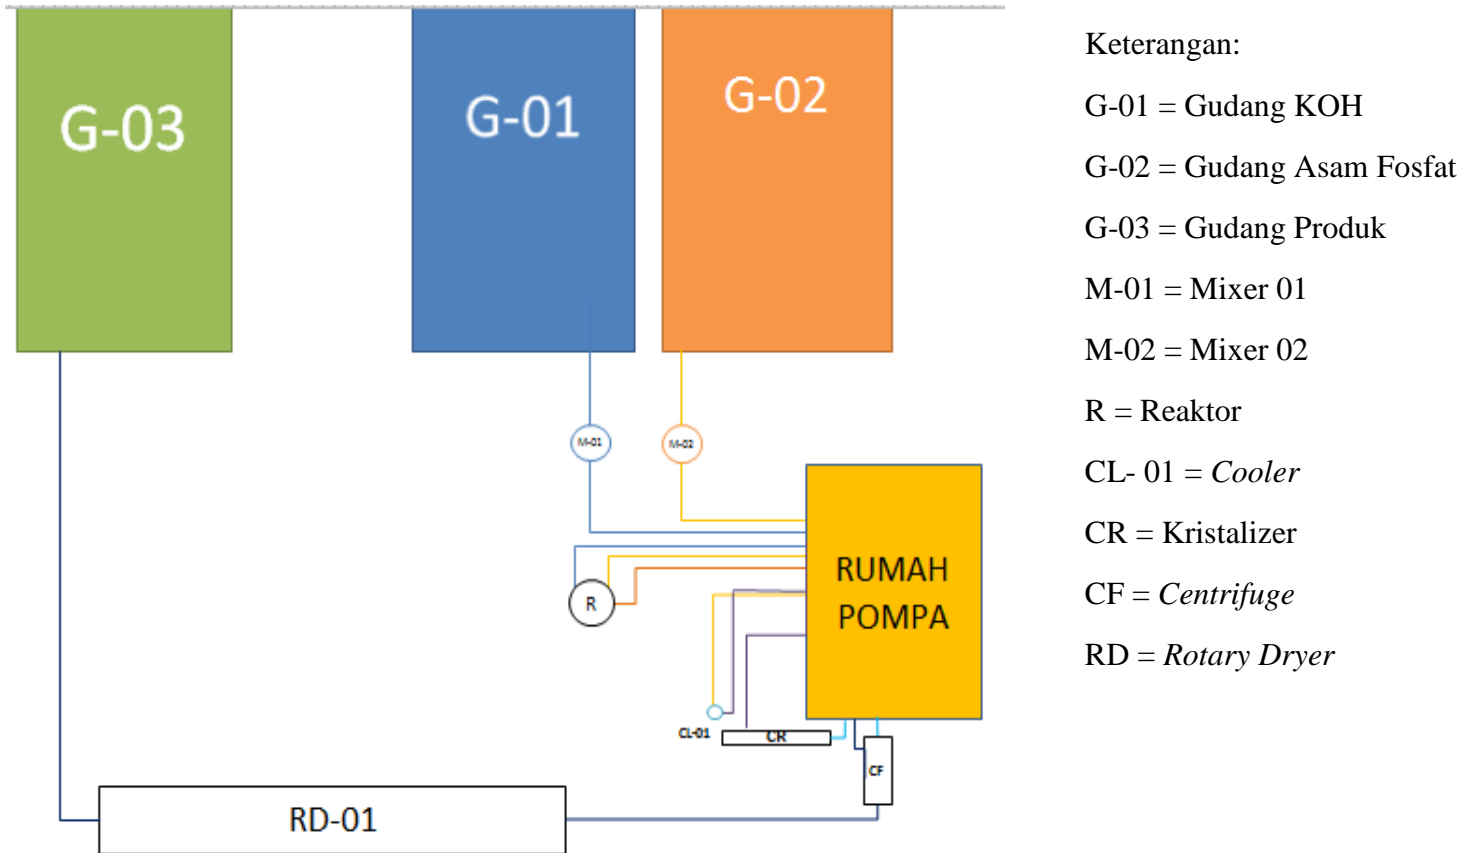 G-03
G-01
G-02
M-01
M-02
RUMAH
POMPA
R
CL-01
CR
CF
RD-01
Keterangan:
G-01 = Gudang KOH
G-02 = Gudang Asam Fosfat
G-03 = Gudang Produk
M-01 = Mixer 01
M-02 = Mixer 02
R = Reaktor
CL- 01 = Cooler
CR = Kristalizer
CF = Centrifuge
RD = Rotary Dryer